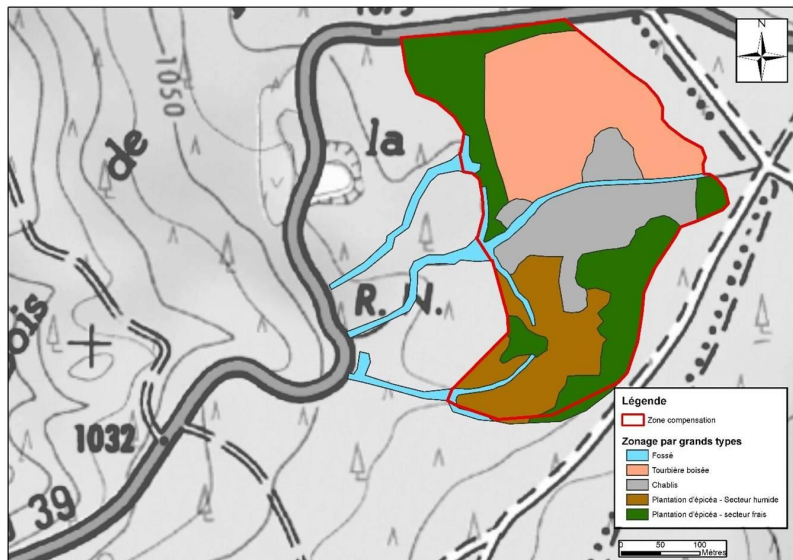 1050
la
de
R. N.
1032
39
N
Légende
Zone compensation
Zonage par grands types
Fossé
Tourbière boisée
Chablis
Plantation d'épicéa - Secteur humide
Plantation d'épicéa - secteur frais
0 50 100
Mètres